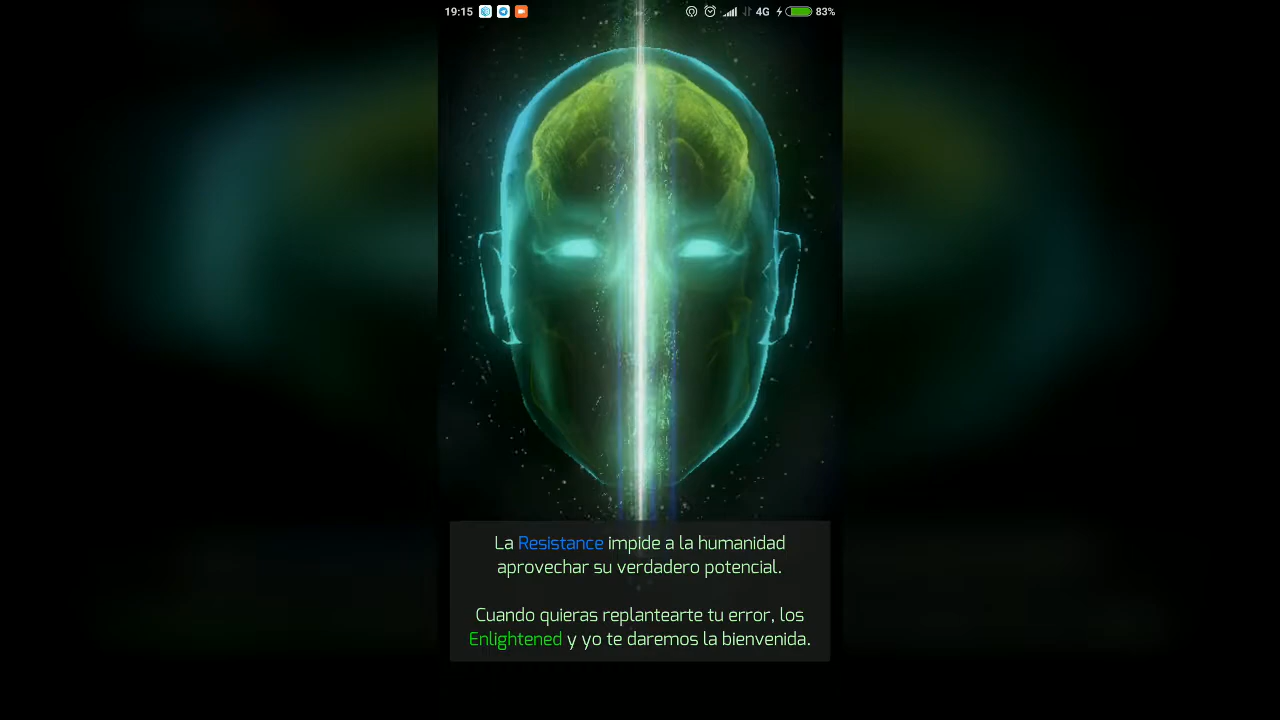 19:15 4G 83%
La Resistance impide a la humanidad
aprovechar su verdadero potencial.
Cuando quieras replantearte tu error, los
Enlightened y yo te daremos la bienvenida.